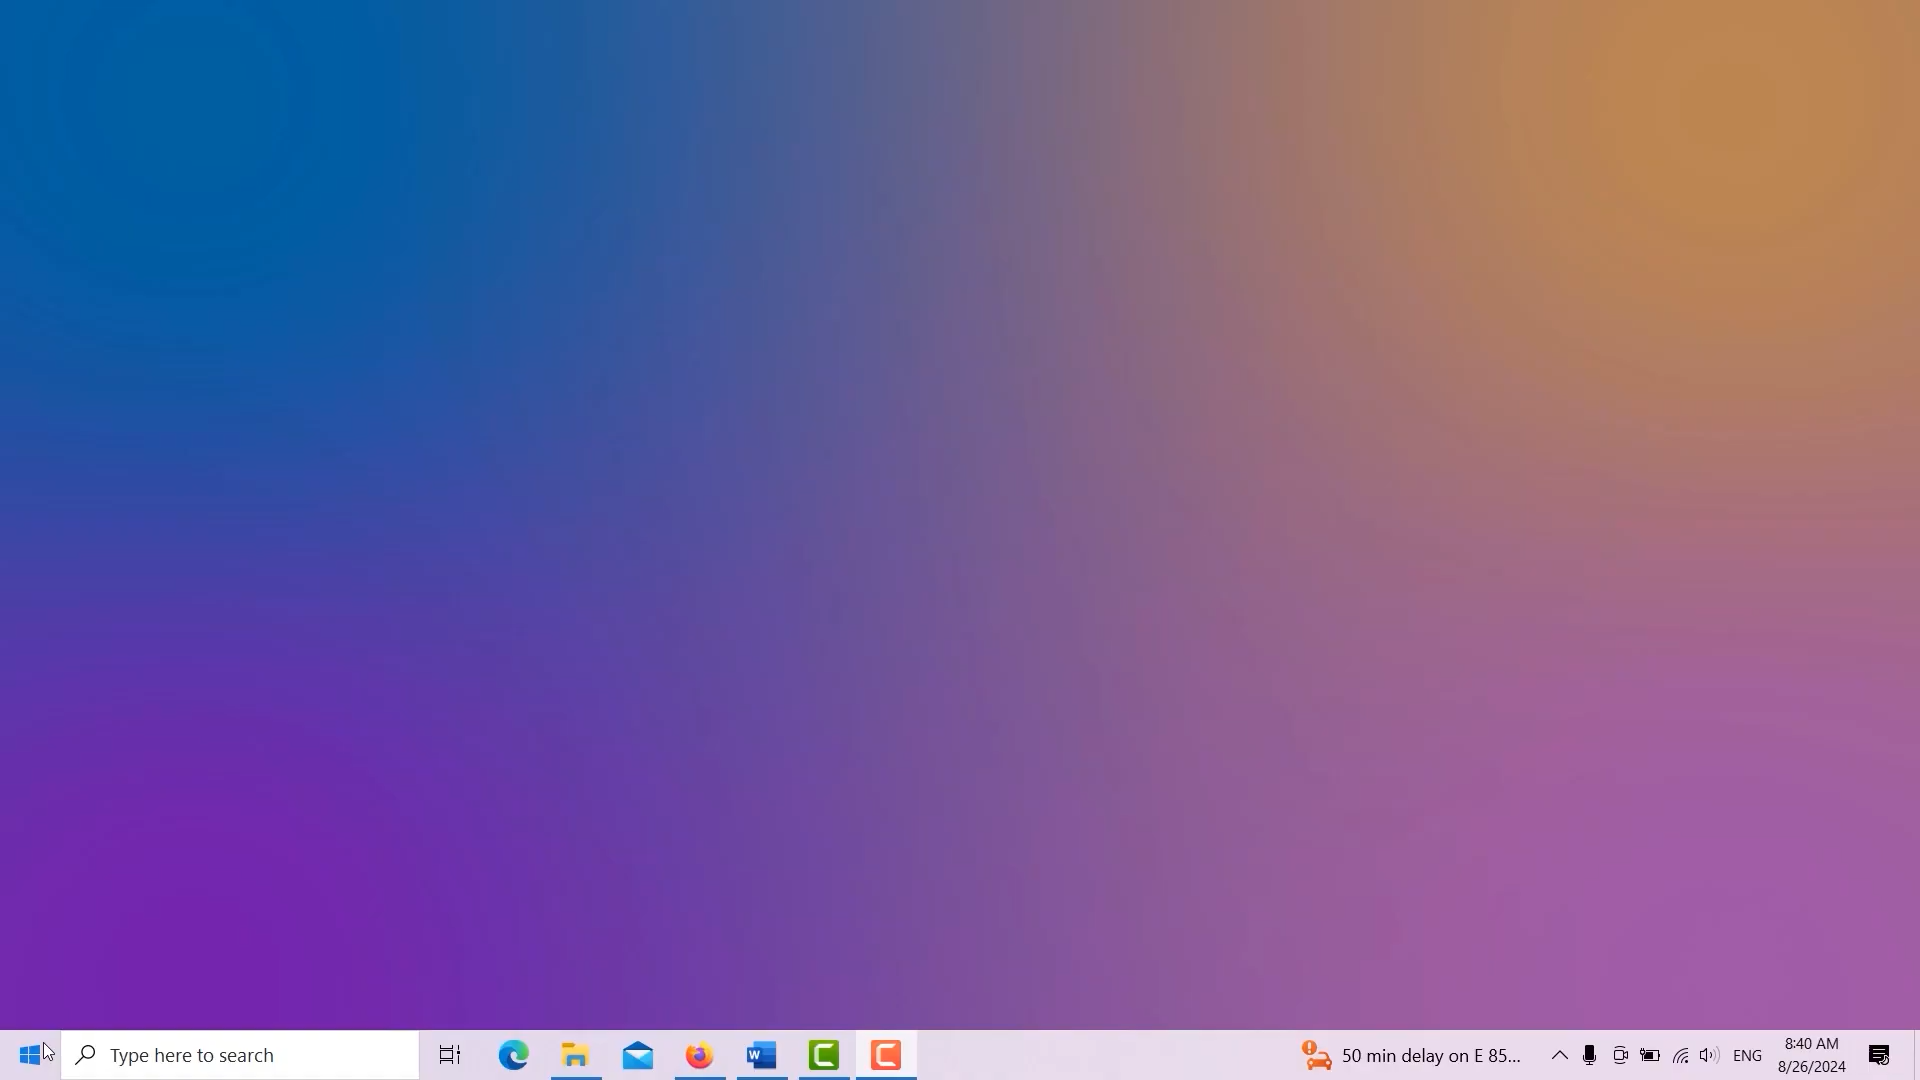 Type here to search
50 min delay on E 85...
ENG
8:40 AM
8/26/2024